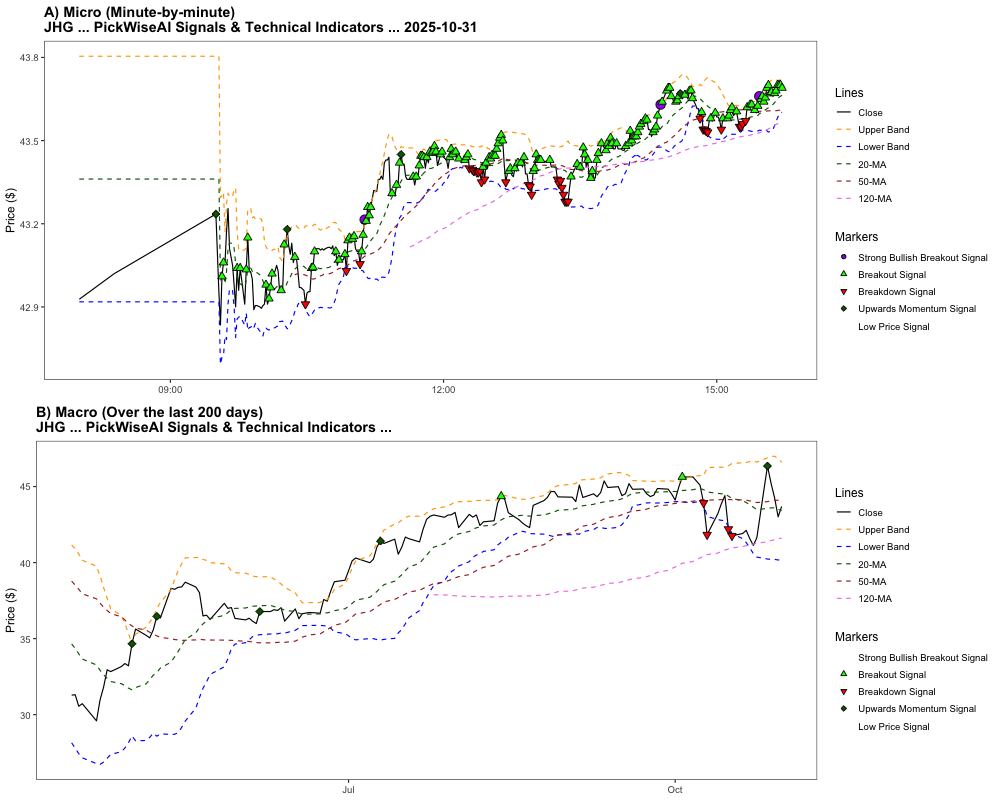 A) Micro (Minute-by-minute)
JHG ... PickWiseAI Signals & Technical Indicators ... 2025-10-31
43.8
43.5
43.2
42.9
Price ($)
09:00
12:00
15:00
Lines
Close
Upper Band
Lower Band
20-MA
50-MA
120-MA
Markers
Strong Bullish Breakout Signal
Breakout Signal
Breakdown Signal
Upwards Momentum Signal
Low Price Signal
B) Macro (Over the last 200 days)
JHG ... PickWiseAI Signals & Technical Indicators ...
45
40
35
30
Price ($)
Jul
Oct
Lines
Close
Upper Band
Lower Band
20-MA
50-MA
120-MA
Markers
Strong Bullish Breakout Signal
Breakout Signal
Breakdown Signal
Upwards Momentum Signal
Low Price Signal